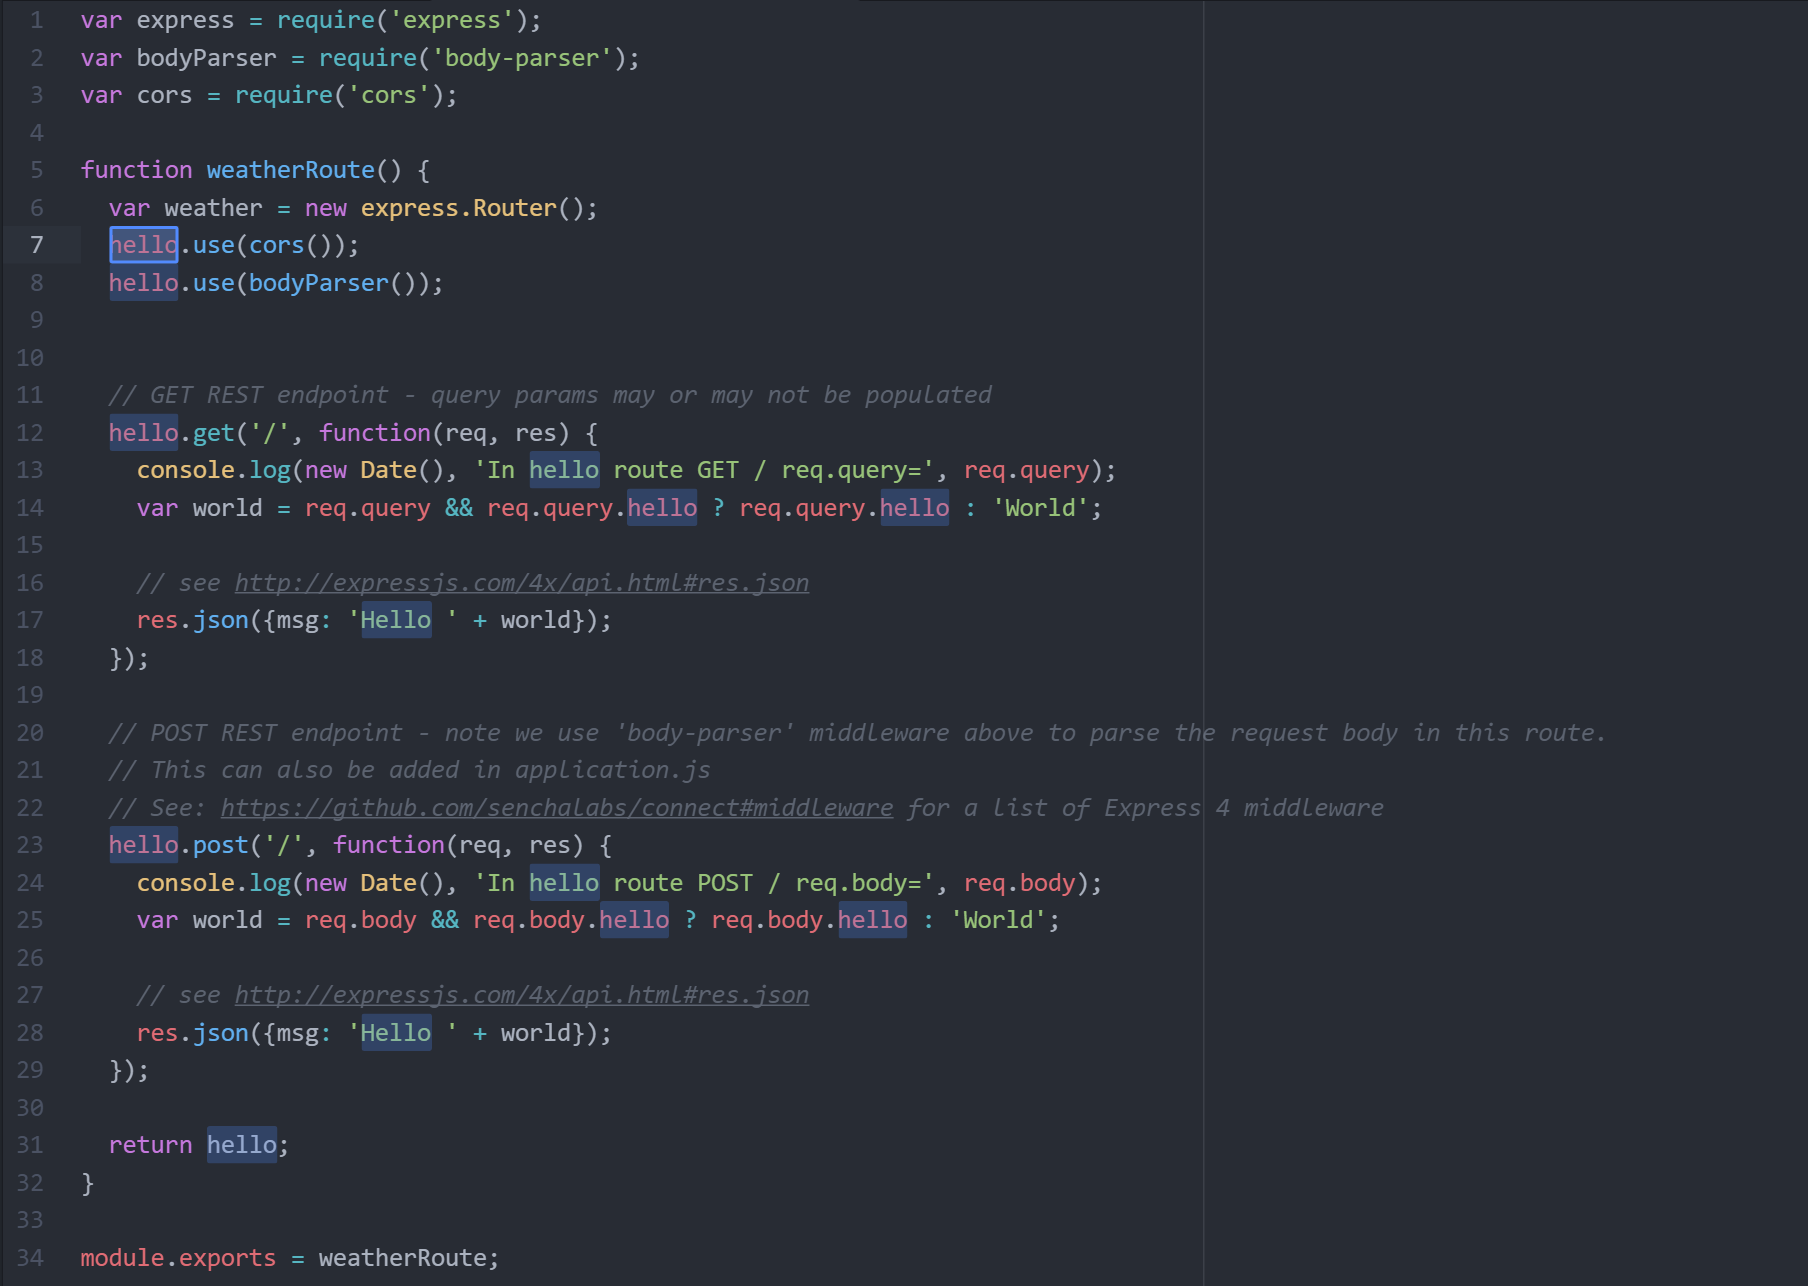 1 var express = require('express');
2 var bodyParser = require('body-parser');
3 var cors = require('cors');
4
5 function weatherRoute() {
6   var weather = new express.Router();
7   hello.use(cors());
8   hello.use(bodyParser());
9
10
11   // GET REST endpoint - query params may or may not be populated
12   hello.get('/', function(req, res) {
13     console.log(new Date(), 'In hello route GET / req.query=', req.query);
14     var world = req.query && req.query.hello ? req.query.hello : 'World';
15
16     // see http://expressjs.com/4x/api.html#res.json
17     res.json({msg: 'Hello ' + world});
18   });
19
20   // POST REST endpoint - note we use 'body-parser' middleware above to parse the request body in this route.
21   // This can also be added in application.js
22   // See: https://github.com/senchalabs/connect#middleware for a list of Express 4 middleware
23   hello.post('/', function(req, res) {
24     console.log(new Date(), 'In hello route POST / req.body=', req.body);
25     var world = req.body && req.body.hello ? req.body.hello : 'World';
26
27     // see http://expressjs.com/4x/api.html#res.json
28     res.json({msg: 'Hello ' + world});
29   });
30
31   return hello;
32 }
33
34 module.exports = weatherRoute;